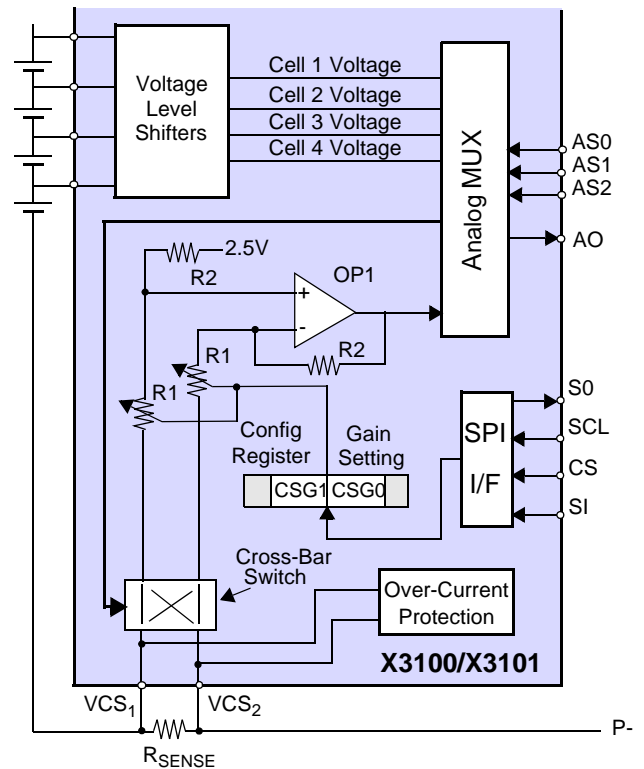 Voltage
Level
Shifters
Cell 1 Voltage
Cell 2 Voltage
Cell 3 Voltage
Cell 4 Voltage
Analog MUX
AS0
AS1
AS2
AO
2.5V
R2
OP1
+
-
R2
R1
R1
Config
Register
Gain
Setting
CSG1
CSG0
SPI
I/F
S0
SCL
CS
SI
Cross-Bar
Switch
Over-Current
Protection
X3100/X3101
VCS1
VCS2
RSENSE
P-